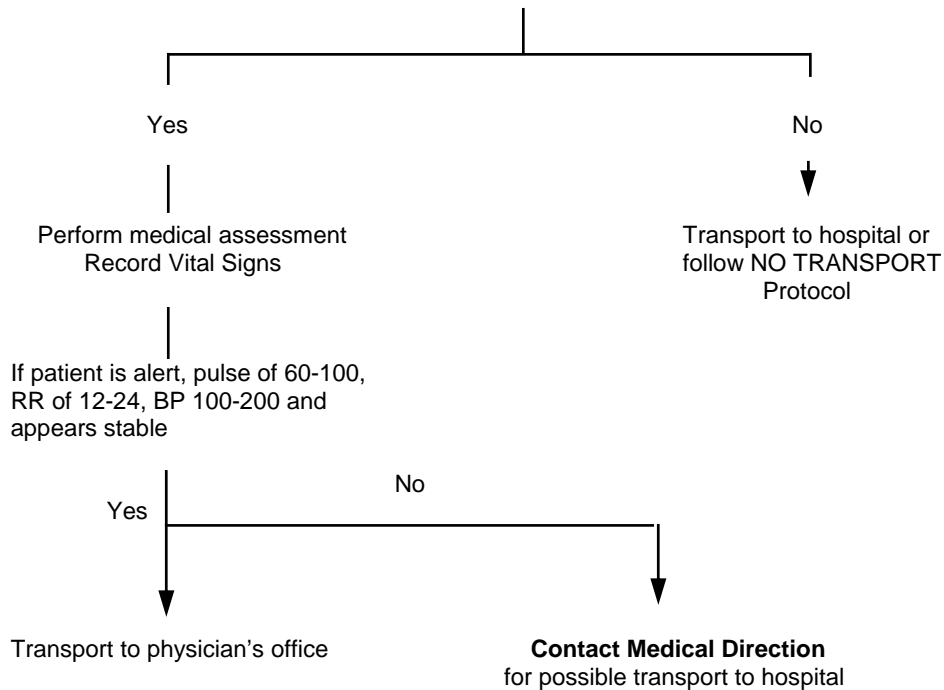 Yes
No
Perform medical assessment
Record Vital Signs
Transport to hospital or
follow NO TRANSPORT
Protocol
If patient is alert, pulse of 60-100,
RR of 12-24, BP 100-200 and
appears stable
No
Yes
Transport to physician’s office
Contact Medical Direction
for possible transport to hospital